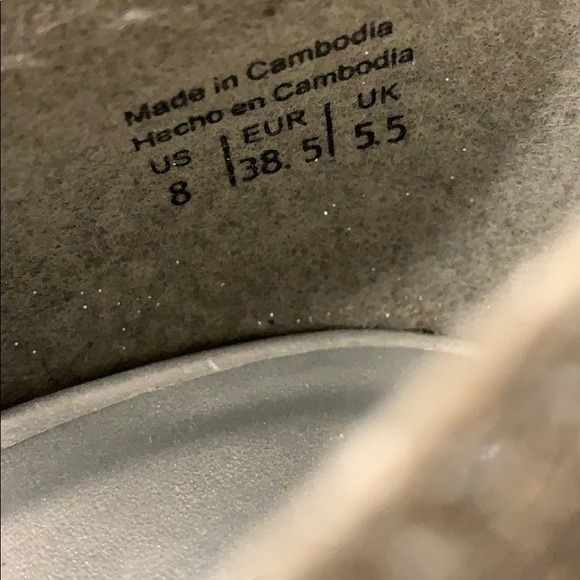 Made in Cambodia
Hecho en Cambodia
US | EUR | UK
8 | 38.5 | 5.5